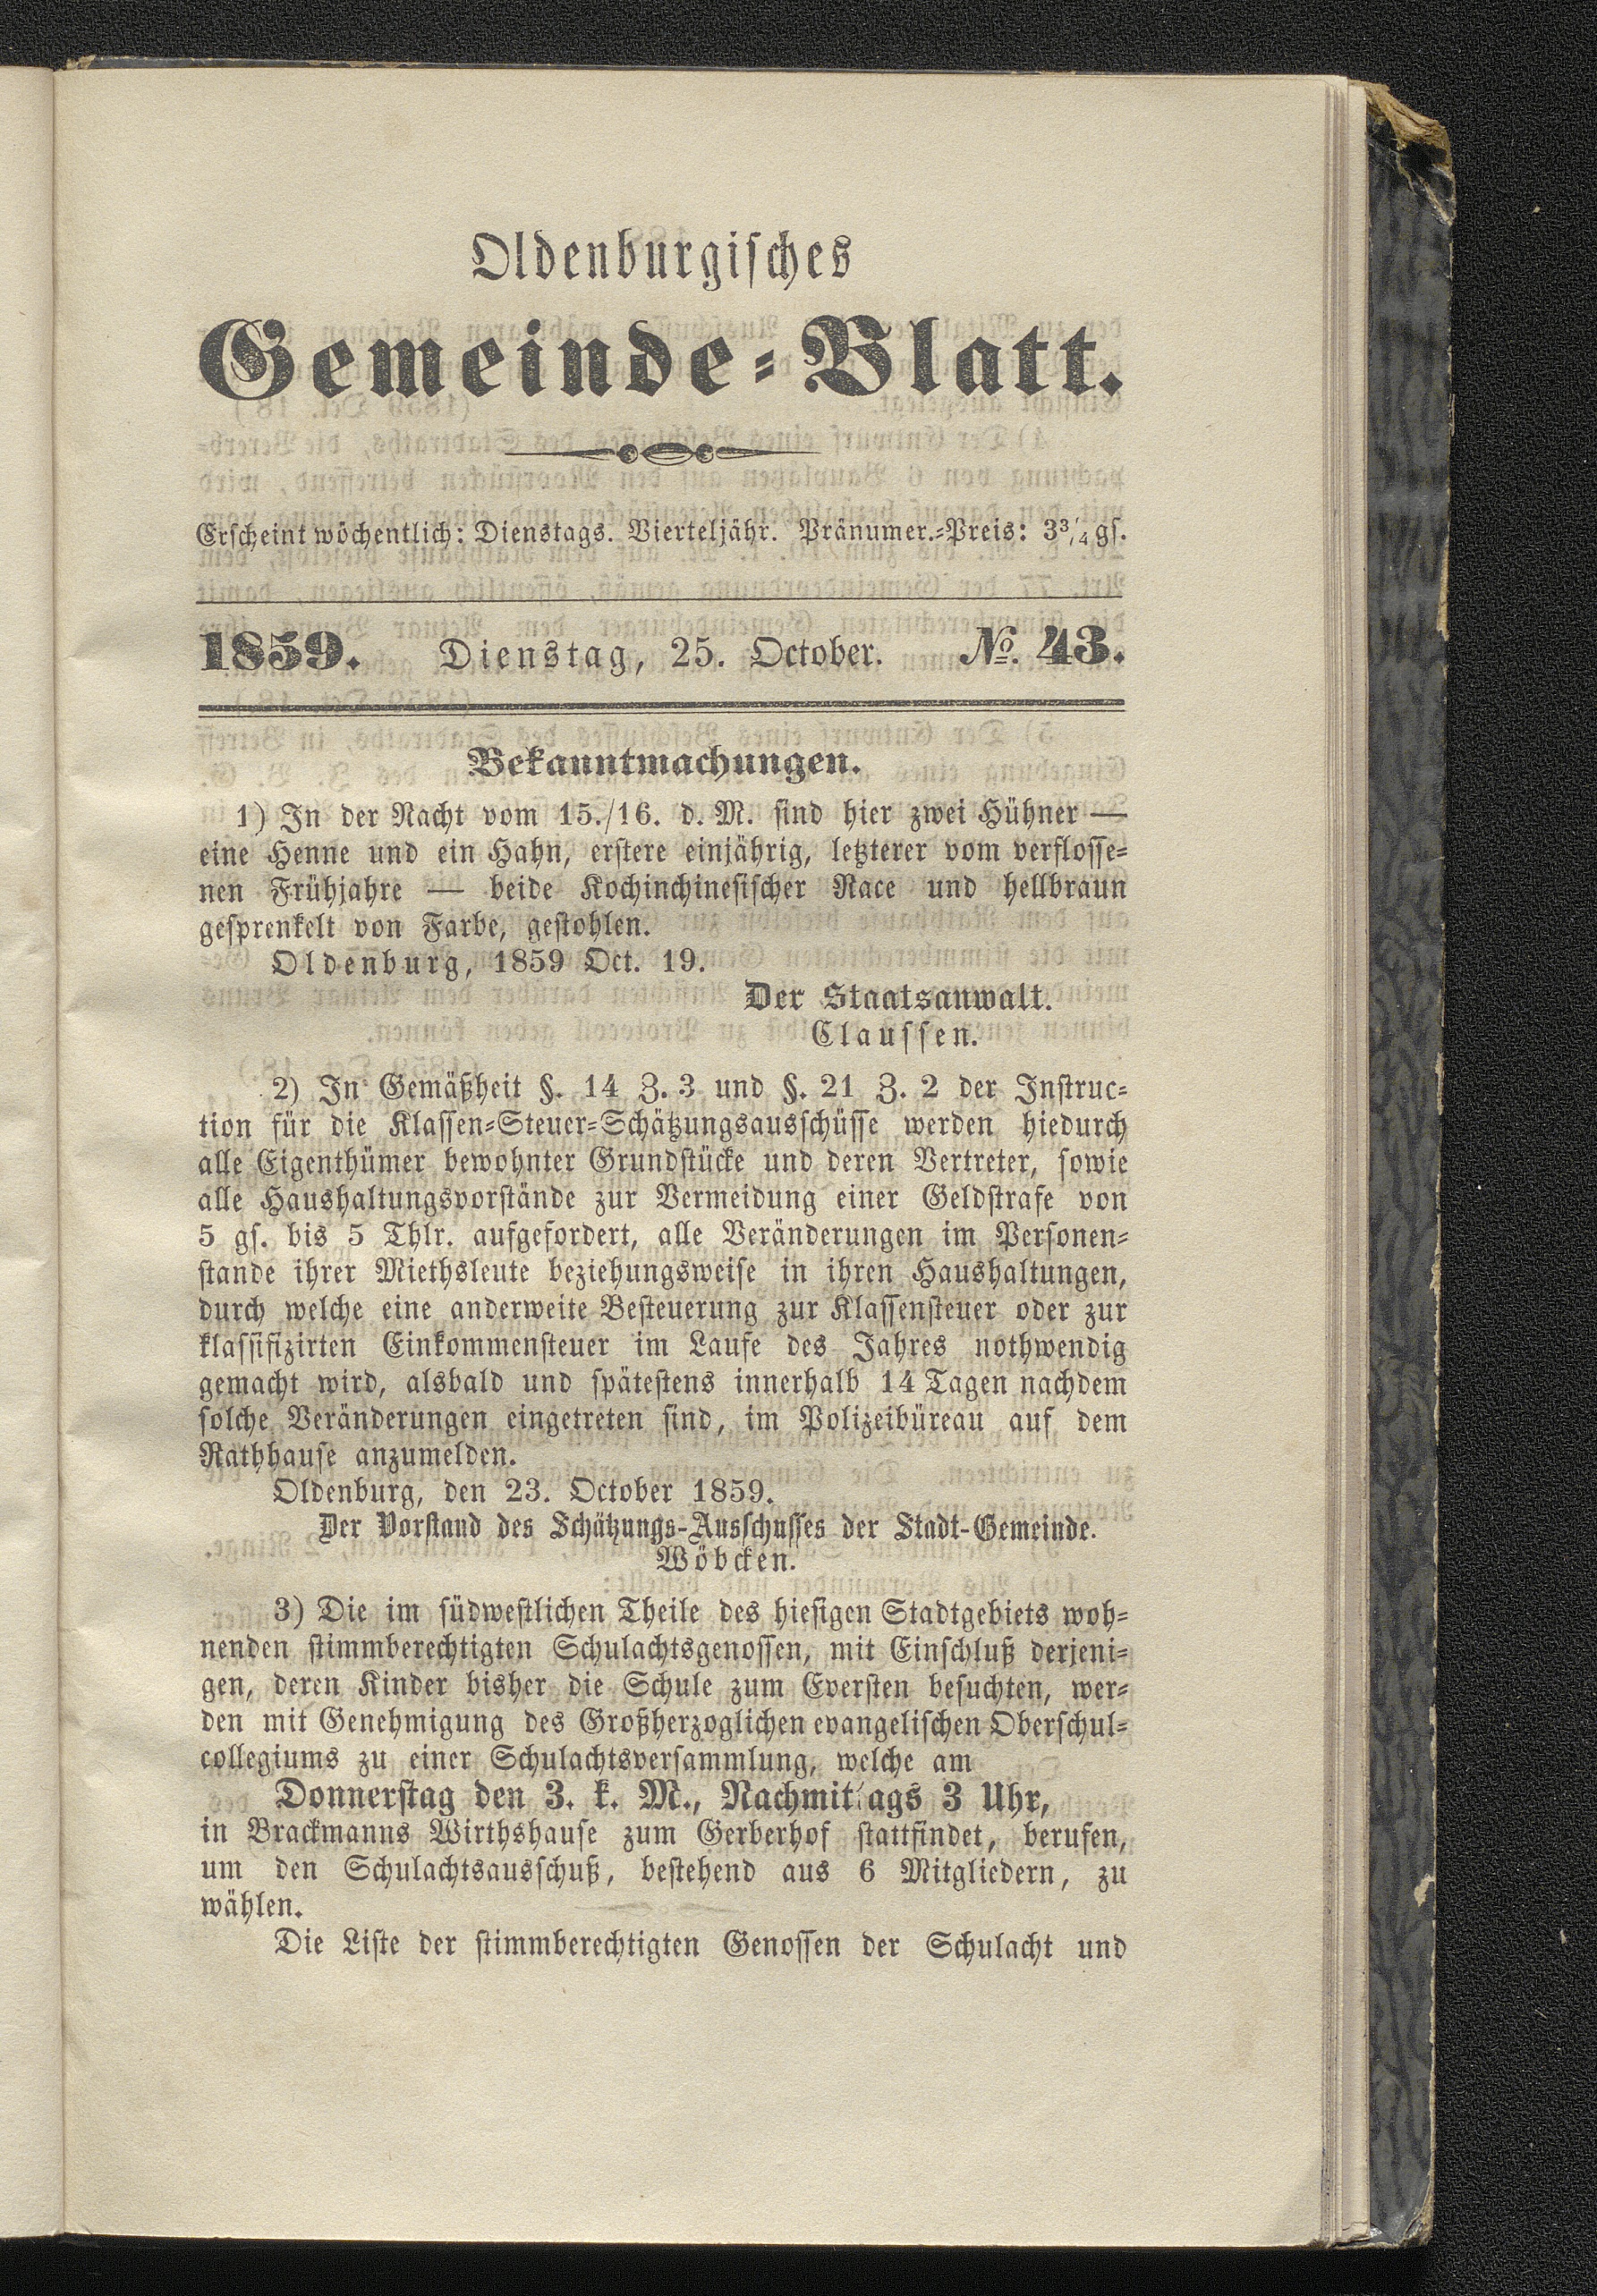 Oldenburgisches
Gemeinde-Blatt.
Erscheint wöchentlich: Dienstags. Vierteljähr. Pränumer.-Preis: 3¾ gs.
1859. Dienstag, 25. October. No. 43.
Bekanntmachungen.
1) In der Nacht vom 15./16. d. M. sind hier zwei Hühner —
eine Henne und ein Hahn, erstere einjährig, letzterer vom verflosse-
nen Frühjahre — beide Kochinchinesischer Race und hellbraun
gesprenkelt von Farbe, gestohlen.
Oldenburg, 1859 Oct. 19.
Der Staatsanwalt.
Claussen.
2) In Gemäßheit §. 14 Z. 3 und §. 21 Z. 2 der Instruc-
tion für die Klassen-Steuer-Schätzungsausschüsse werden hiedurch
alle Eigenthümer bewohnter Grundstücke und deren Vertreter, sowie
alle Haushaltungsvorstände zur Vermeidung einer Geldstrafe von
5 gs. bis 5 Thlr. aufgefordert, alle Veränderungen im Personen-
stande ihrer Miethsleute beziehungsweise in ihren Haushaltungen,
durch welche eine anderweite Besteuerung zur Klassensteuer oder zur
klassifizirten Einkommensteuer im Laufe des Jahres nothwendig
gemacht wird, alsbald und spätestens innerhalb 14 Tagen nachdem
solche Veränderungen eingetreten sind, im Polizeibüreau auf dem
Rathhause anzumelden.
Oldenburg, den 23. October 1859.
Der Vorstand des Schätzungs-Ausschusses der Stadt-Gemeinde.
Wöbcken.
3) Die im südwestlichen Theile des hiesigen Stadtgebiets woh-
nenden stimmberechtigten Schulachtsgenossen, mit Einschluß derjeni-
gen, deren Kinder bisher die Schule zum Eversten besuchten, wer-
den mit Genehmigung des Großherzoglichen evangelischen Oberschul-
collegiums zu einer Schulachtsversammlung, welche am
Donnerstag den 3. k. M., Nachmittags 3 Uhr,
in Brackmanns Wirthshause zum Gerberhof stattfindet, berufen,
um den Schulachtsausschuß, bestehend aus 6 Mitgliedern, zu
wählen.
Die Liste der stimmberechtigten Genossen der Schulacht und